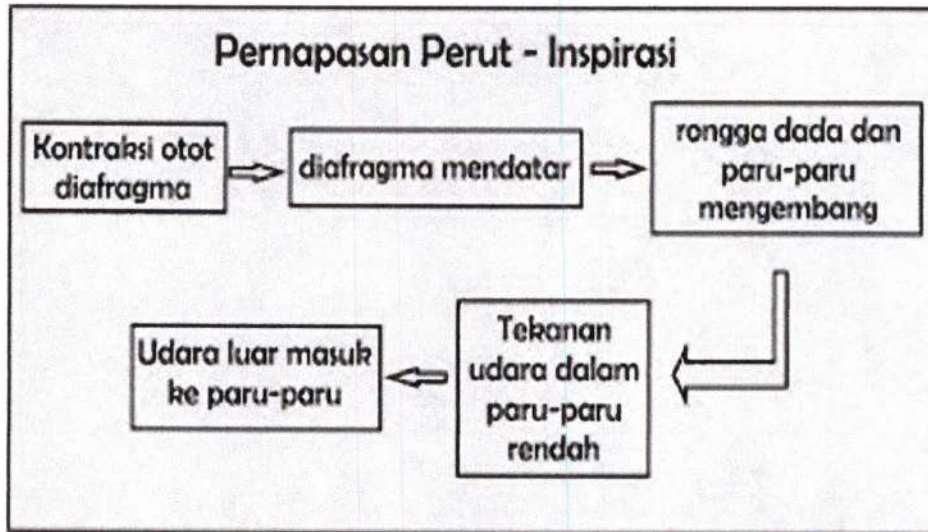 Pernapasan Perut - Inspirasi
Kontraksi otot
diafragma
diafragma mendatar
rongga dada dan
paru-paru
mengembang
Tekanan
udara dalam
paru-paru
rendah
Udara luar masuk
ke paru-paru